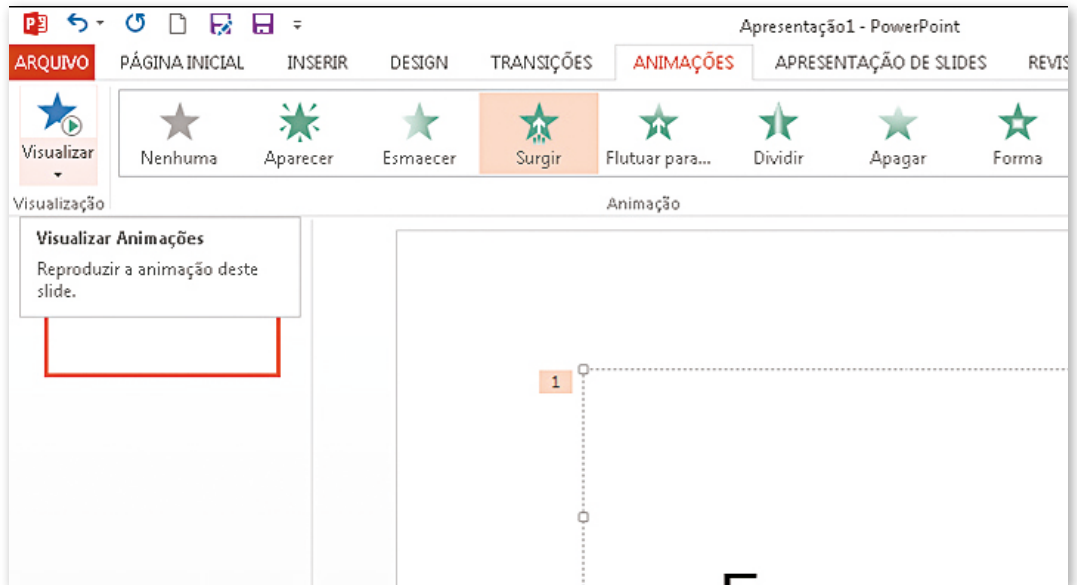 Apresentação1 - PowerPoint
ARQUIVO PÁGINA INICIAL INSERIR DESIGN TRANSIÇÕES ANIMAÇÕES APRESENTAÇÃO DE SLIDES REVIS
Visualizar Nenhuma Aparecer Esmaecer Surgir Flutuar para... Dividir Apagar Forma
Visualização Animação
Visualizar Animações
Reproduzir a animação deste
slide.
1